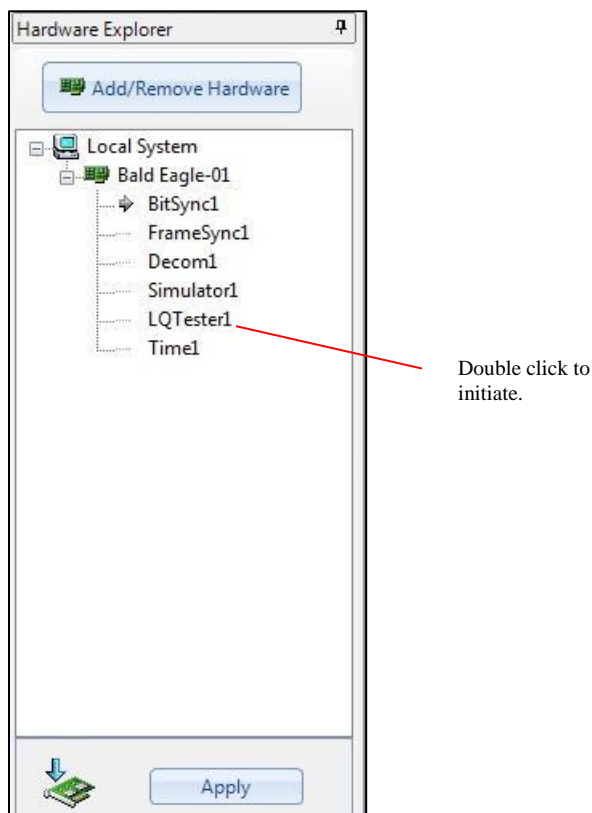 Hardware Explorer
Add/Remove Hardware
Local System
Bald Eagle-01
BitSync1
FrameSync1
Decom1
Simulator1
LQTester1
Time1
Double click to
initiate.
Apply